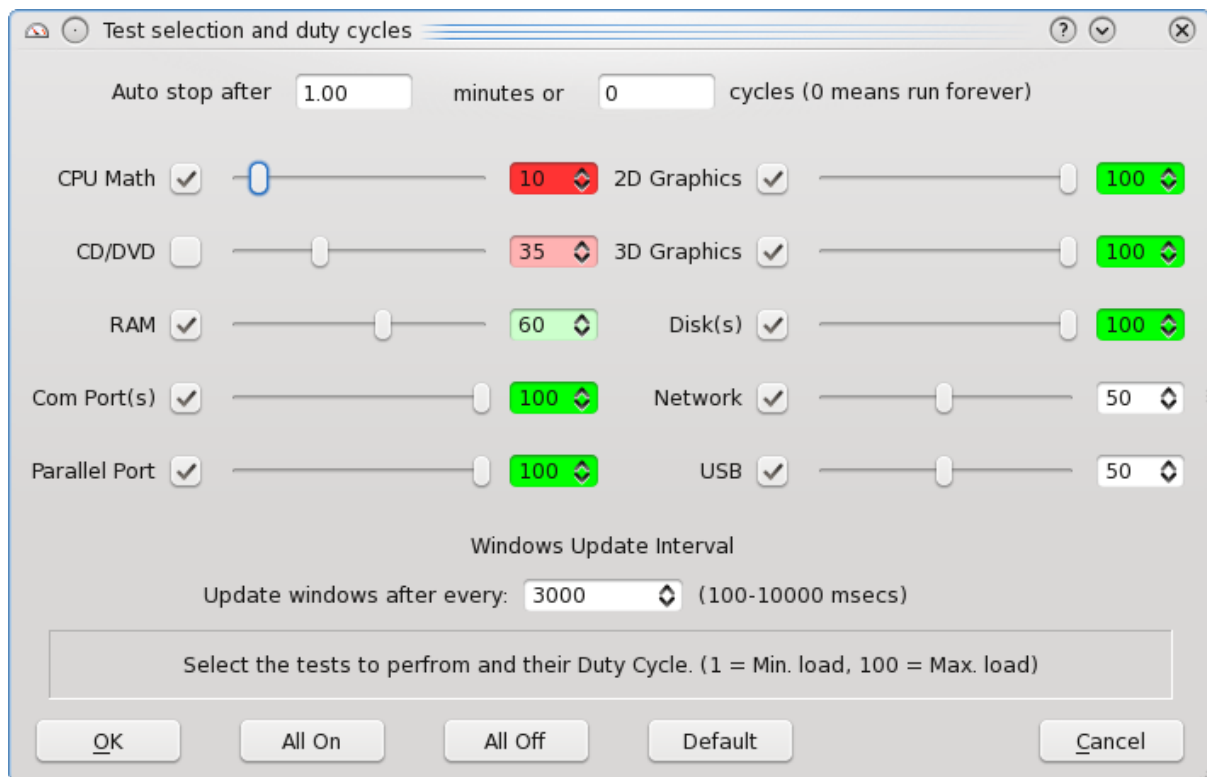 Test selection and duty cycles
Auto stop after 1.00 minutes or 0 cycles (0 means run forever)
CPU Math 10 2D Graphics 100
CD/DVD 35 3D Graphics 100
RAM 60 Disk(s) 100
Com Port(s) 100 Network 50
Parallel Port 100 USB 50
Windows Update Interval
Update windows after every: 3000 (100-10000 msecs)
Select the tests to perfrom and their Duty Cycle. (1 = Min. load, 100 = Max. load)
OK All On All Off Default Cancel